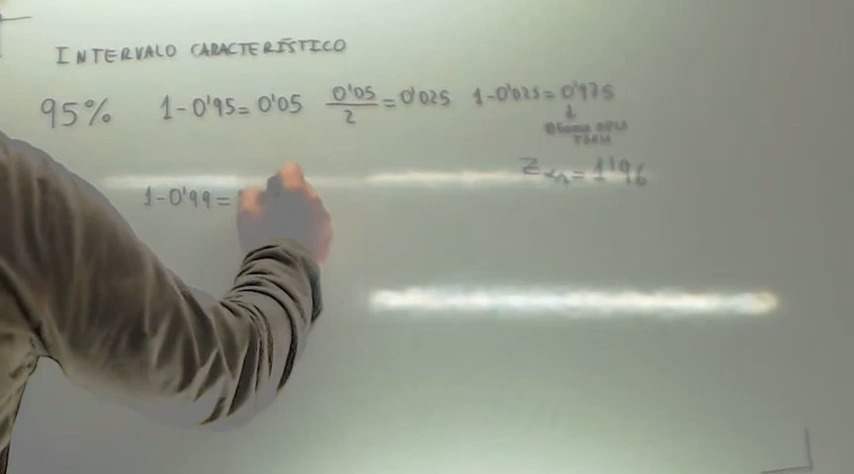 INTERVALO CARACTERÍSTICO
95% 1-0'95=0'05 0'05/2=0'025 1-0'025=0'975
Z α/2 = 1'96
1-0'99=